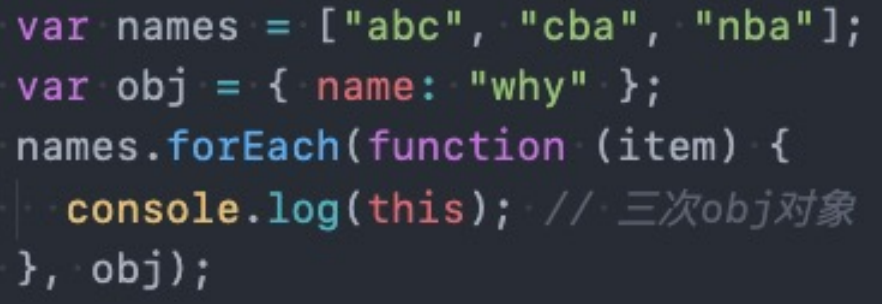 var names = ["abc", "cba", "nba"];
var obj = { name: "why" };
names.forEach(function (item) {
  console.log(this); // 三次obj对象
}, obj);